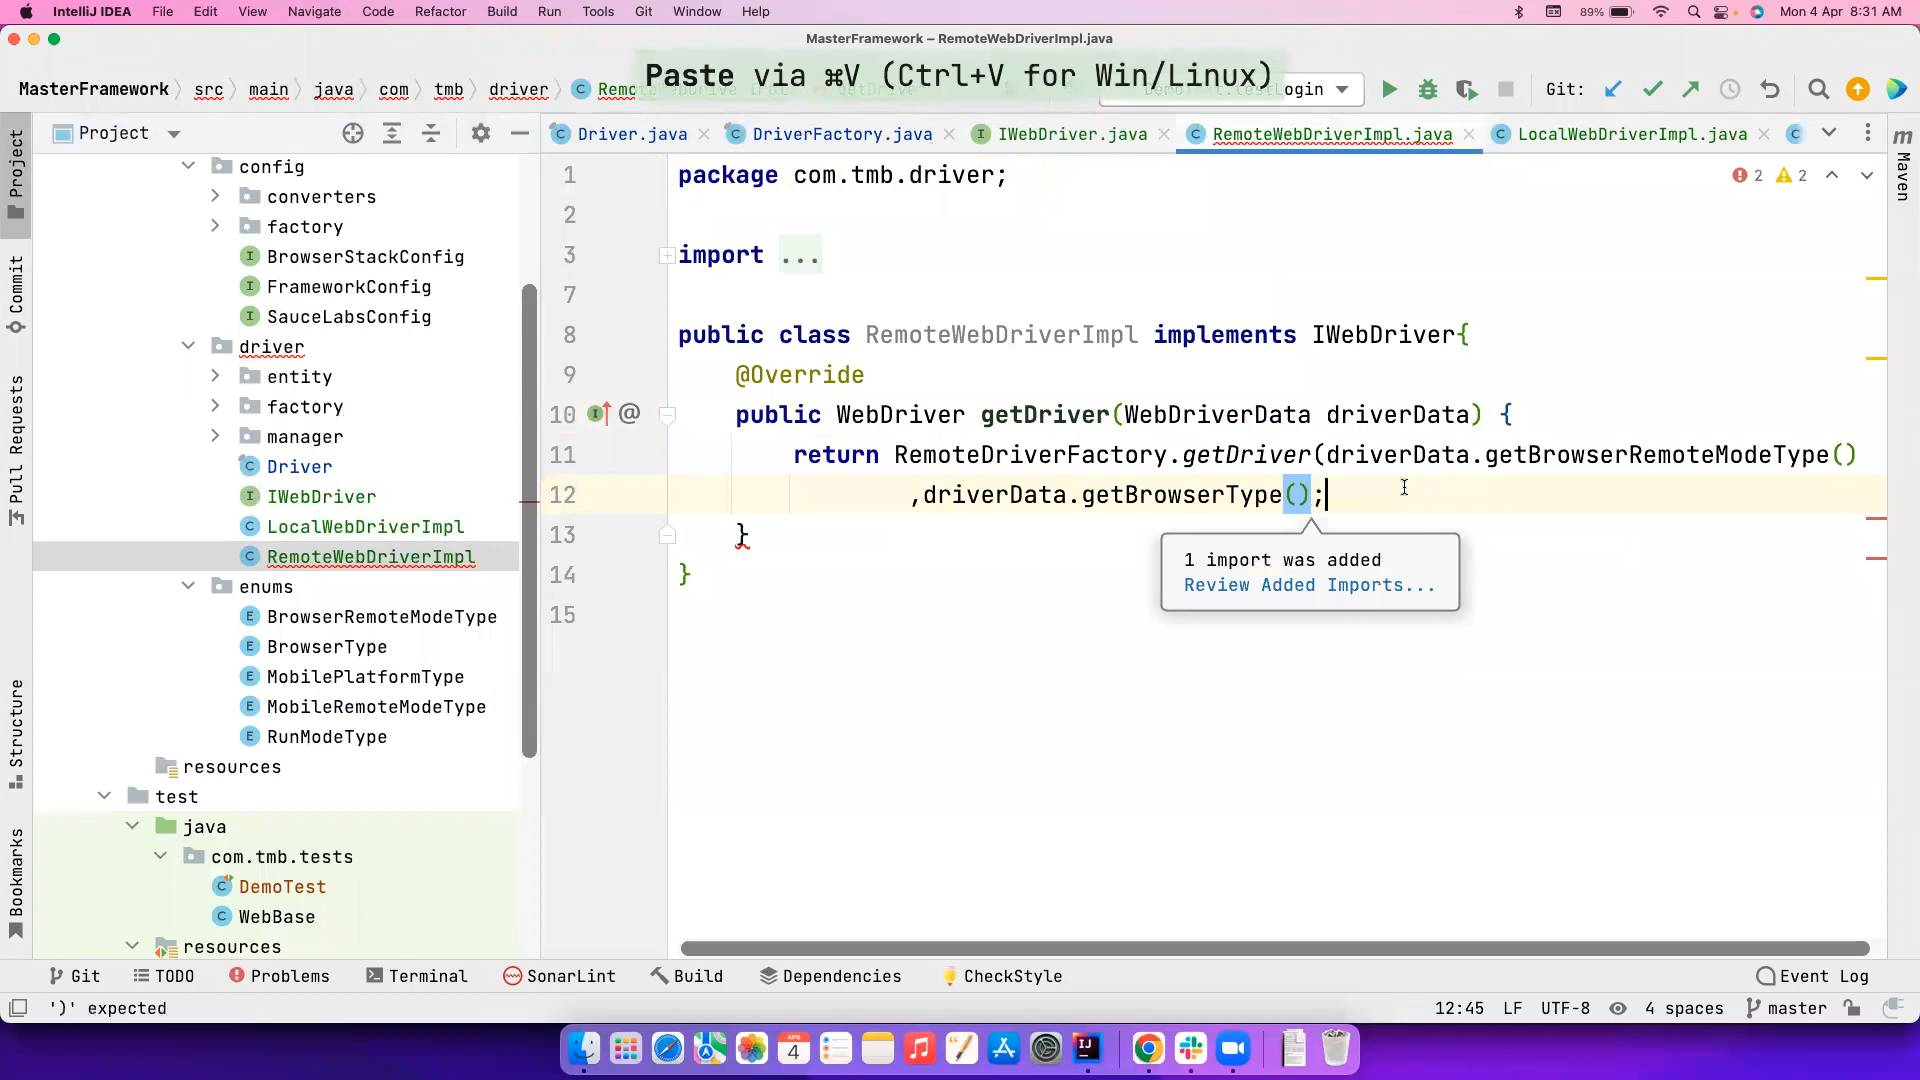 IntelliJ IDEA File Edit View Navigate Code Refactor Build Run Tools Git Window Help 89% Mon 4 Apr 8:31 AM
MasterFramework – RemoteWebDriverImpl.java
Paste via ⌘V (Ctrl+V for Win/Linux)
MasterFramework src main java com tmb driver Git:
Project
Driver.java DriverFactory.java IWebDriver.java RemoteWebDriverImpl.java LocalWebDriverImpl.java
Project
Commit
Pull Requests
Structure
Bookmarks
m Maven
config
converters
factory
BrowserStackConfig
FrameworkConfig
SauceLabsConfig
driver
entity
factory
manager
Driver
IWebDriver
LocalWebDriverImpl
RemoteWebDriverImpl
enums
BrowserRemoteModeType
BrowserType
MobilePlatformType
MobileRemoteModeType
RunModeType
resources
test
java
com.tmb.tests
DemoTest
WebBase
resources
2 2
1 package com.tmb.driver;
2
3 import ...
7
8 public class RemoteWebDriverImpl implements IWebDriver{
9 @Override
10 public WebDriver getDriver(WebDriverData driverData) {
11 return RemoteDriverFactory.getDriver(driverData.getBrowserRemoteModeType()
12 ,driverData.getBrowserType();
13 }
14 }
15
1 import was added
Review Added Imports...
Git TODO Problems Terminal SonarLint Build Dependencies CheckStyle Event Log
')' expected 12:45 LF UTF-8 4 spaces master
APR
4
IJ